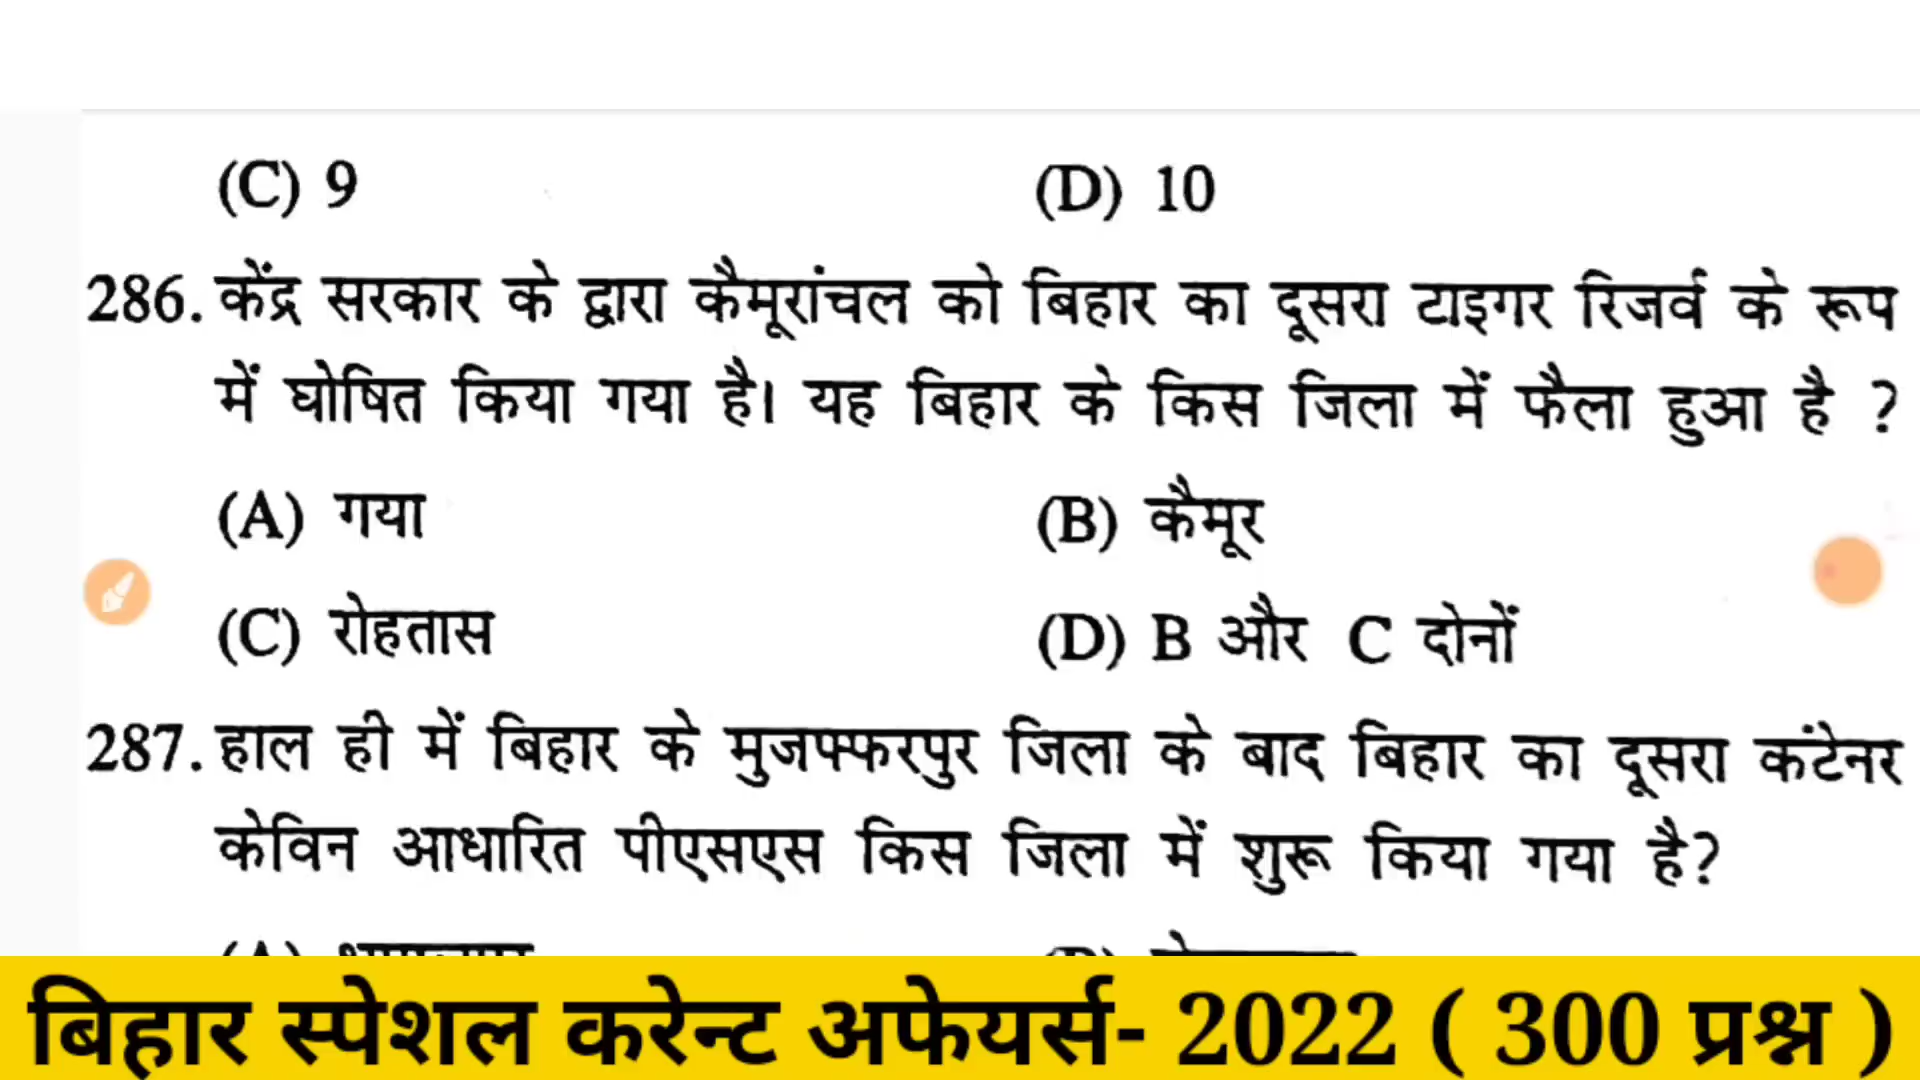 (C) 9 (D) 10
286. केंद्र सरकार के द्वारा कैमूरांचल को बिहार का दूसरा टाइगर रिजर्व के रूप
में घोषित किया गया है। यह बिहार के किस जिला में फैला हुआ है ?
(A) गया (B) कैमूर
(C) रोहतास (D) B और C दोनों
287. हाल ही में बिहार के मुजफ्फरपुर जिला के बाद बिहार का दूसरा कंटेनर
केविन आधारित पीएसएस किस जिला में शुरू किया गया है?
बिहार स्पेशल करेन्ट अफेयर्स- 2022 ( 300 प्रश्न )